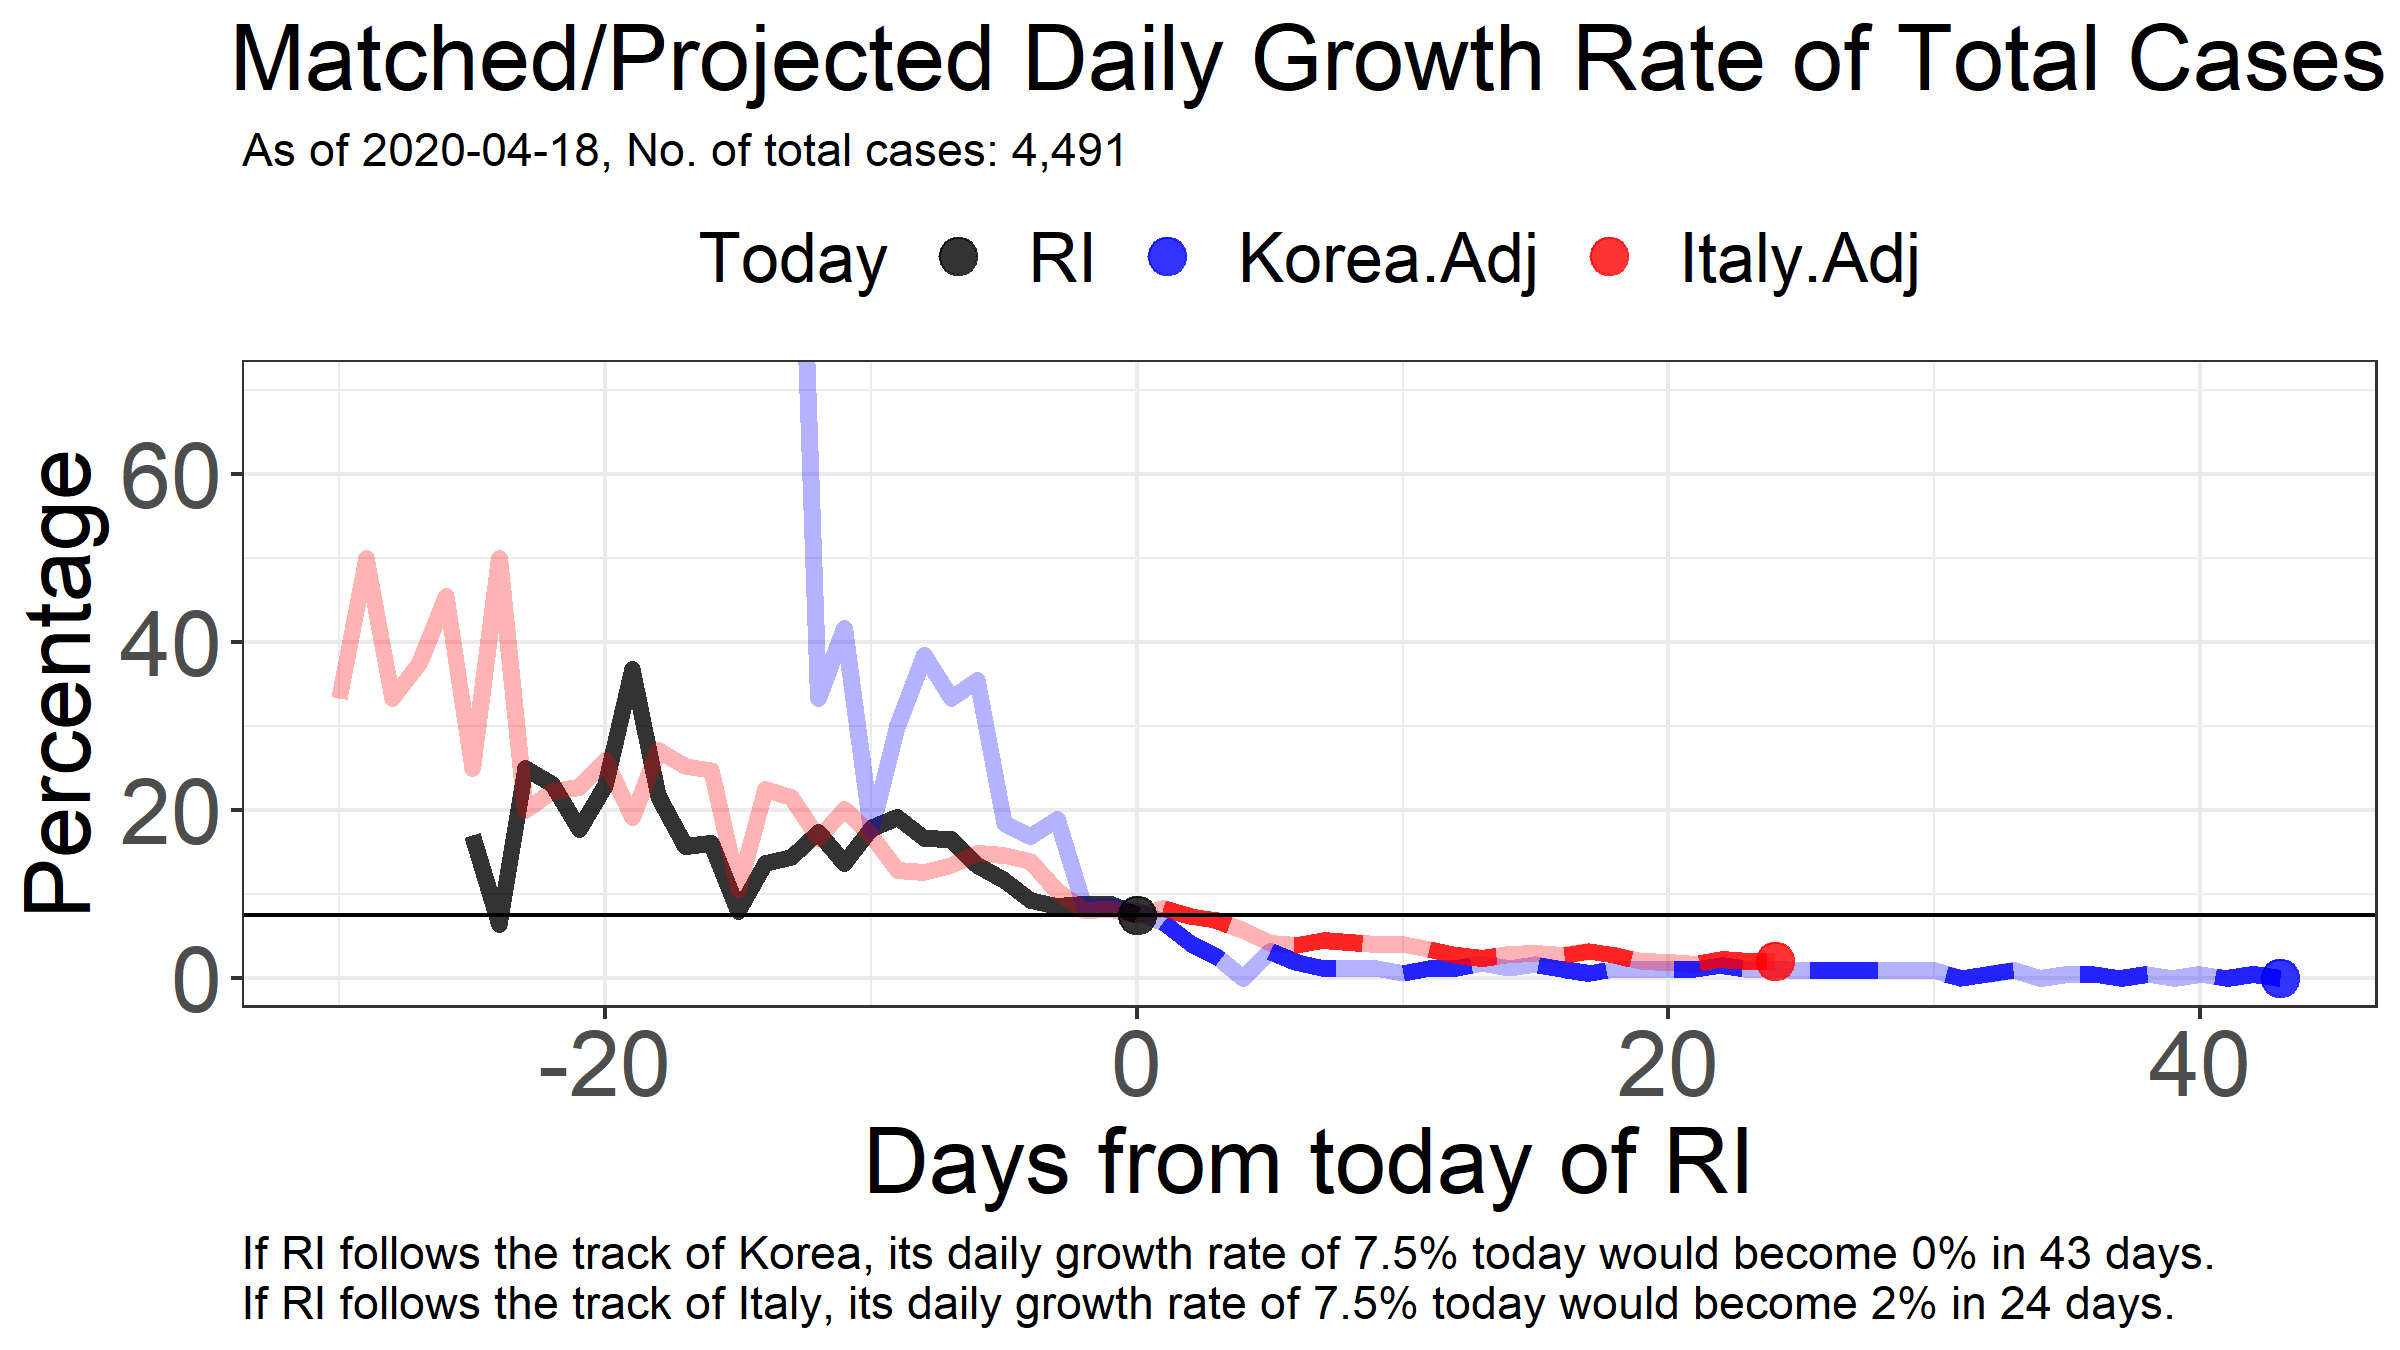 Matched/Projected Daily Growth Rate of Total Cases
As of 2020-04-18, No. of total cases: 4,491
Today RI Korea.Adj Italy.Adj
Percentage
60
40
20
0
-20 0 20 40
Days from today of RI
If RI follows the track of Korea, its daily growth rate of 7.5% today would become 0% in 43 days.
If RI follows the track of Italy, its daily growth rate of 7.5% today would become 2% in 24 days.